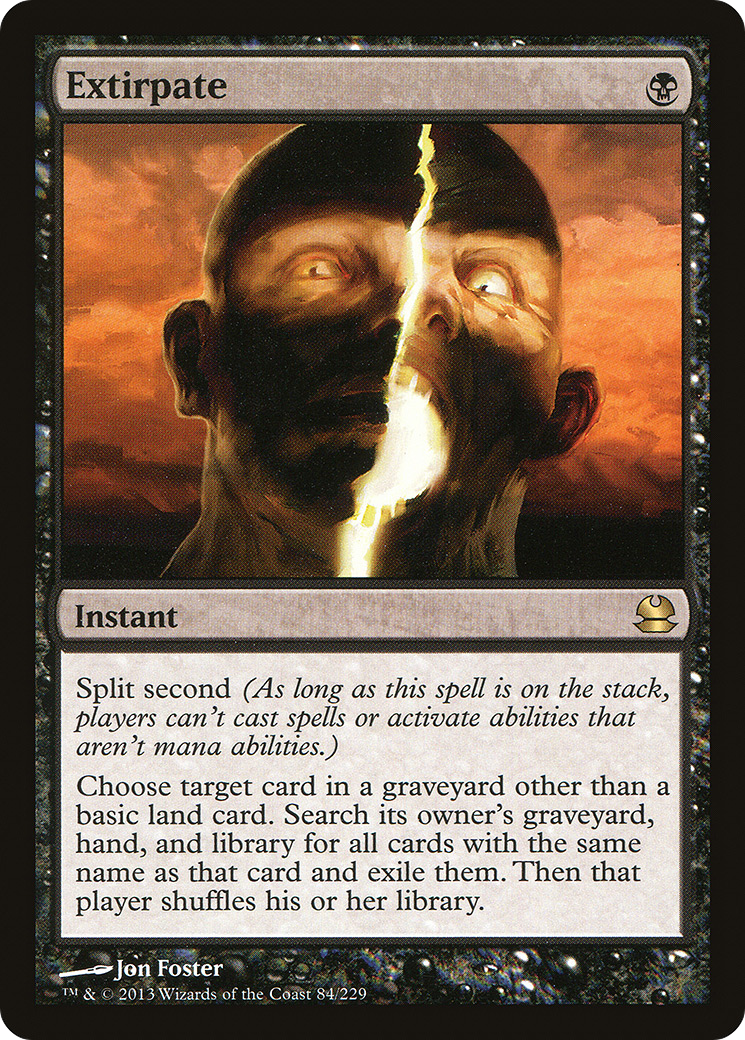 Extirpate
Instant
Split second (As long as this spell is on the stack,
players can't cast spells or activate abilities that
aren't mana abilities.)
Choose target card in a graveyard other than a
basic land card. Search its owner's graveyard,
hand, and library for all cards with the same
name as that card and exile them. Then that
player shuffles his or her library.
Jon Foster
™ & © 2013 Wizards of the Coast 84/229